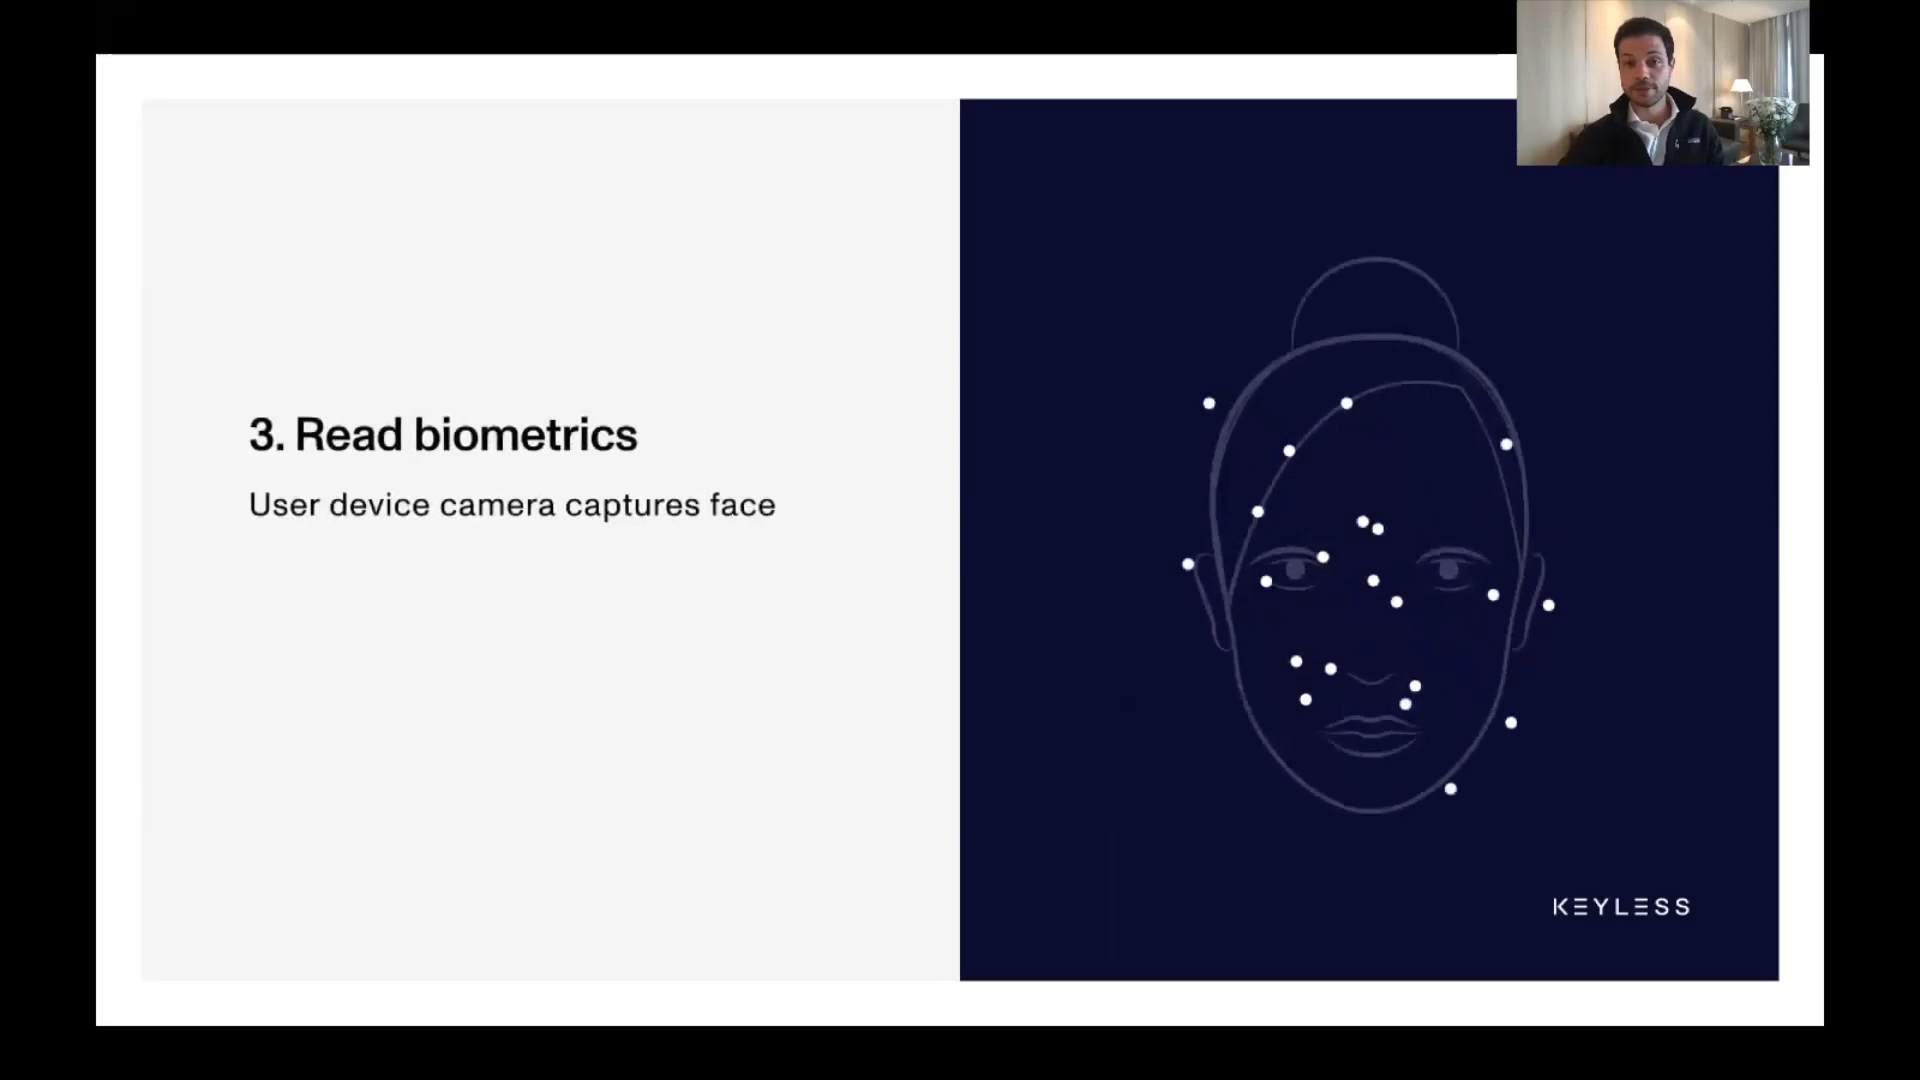 3. Read biometrics
User device camera captures face
KEYLESS